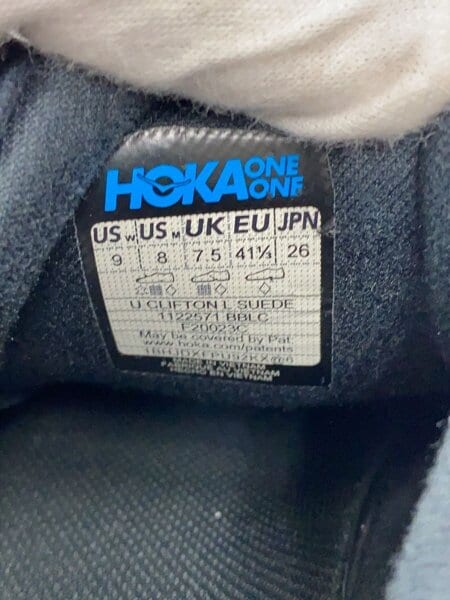 HOKA ONE ONE
US W US M UK EU JPN
9 8 7.5 41⅓ 26
U CLIFTON L SUEDE
1122571 BBLC
F20023C
May be covered by Pat.
www.hoka.com/patents